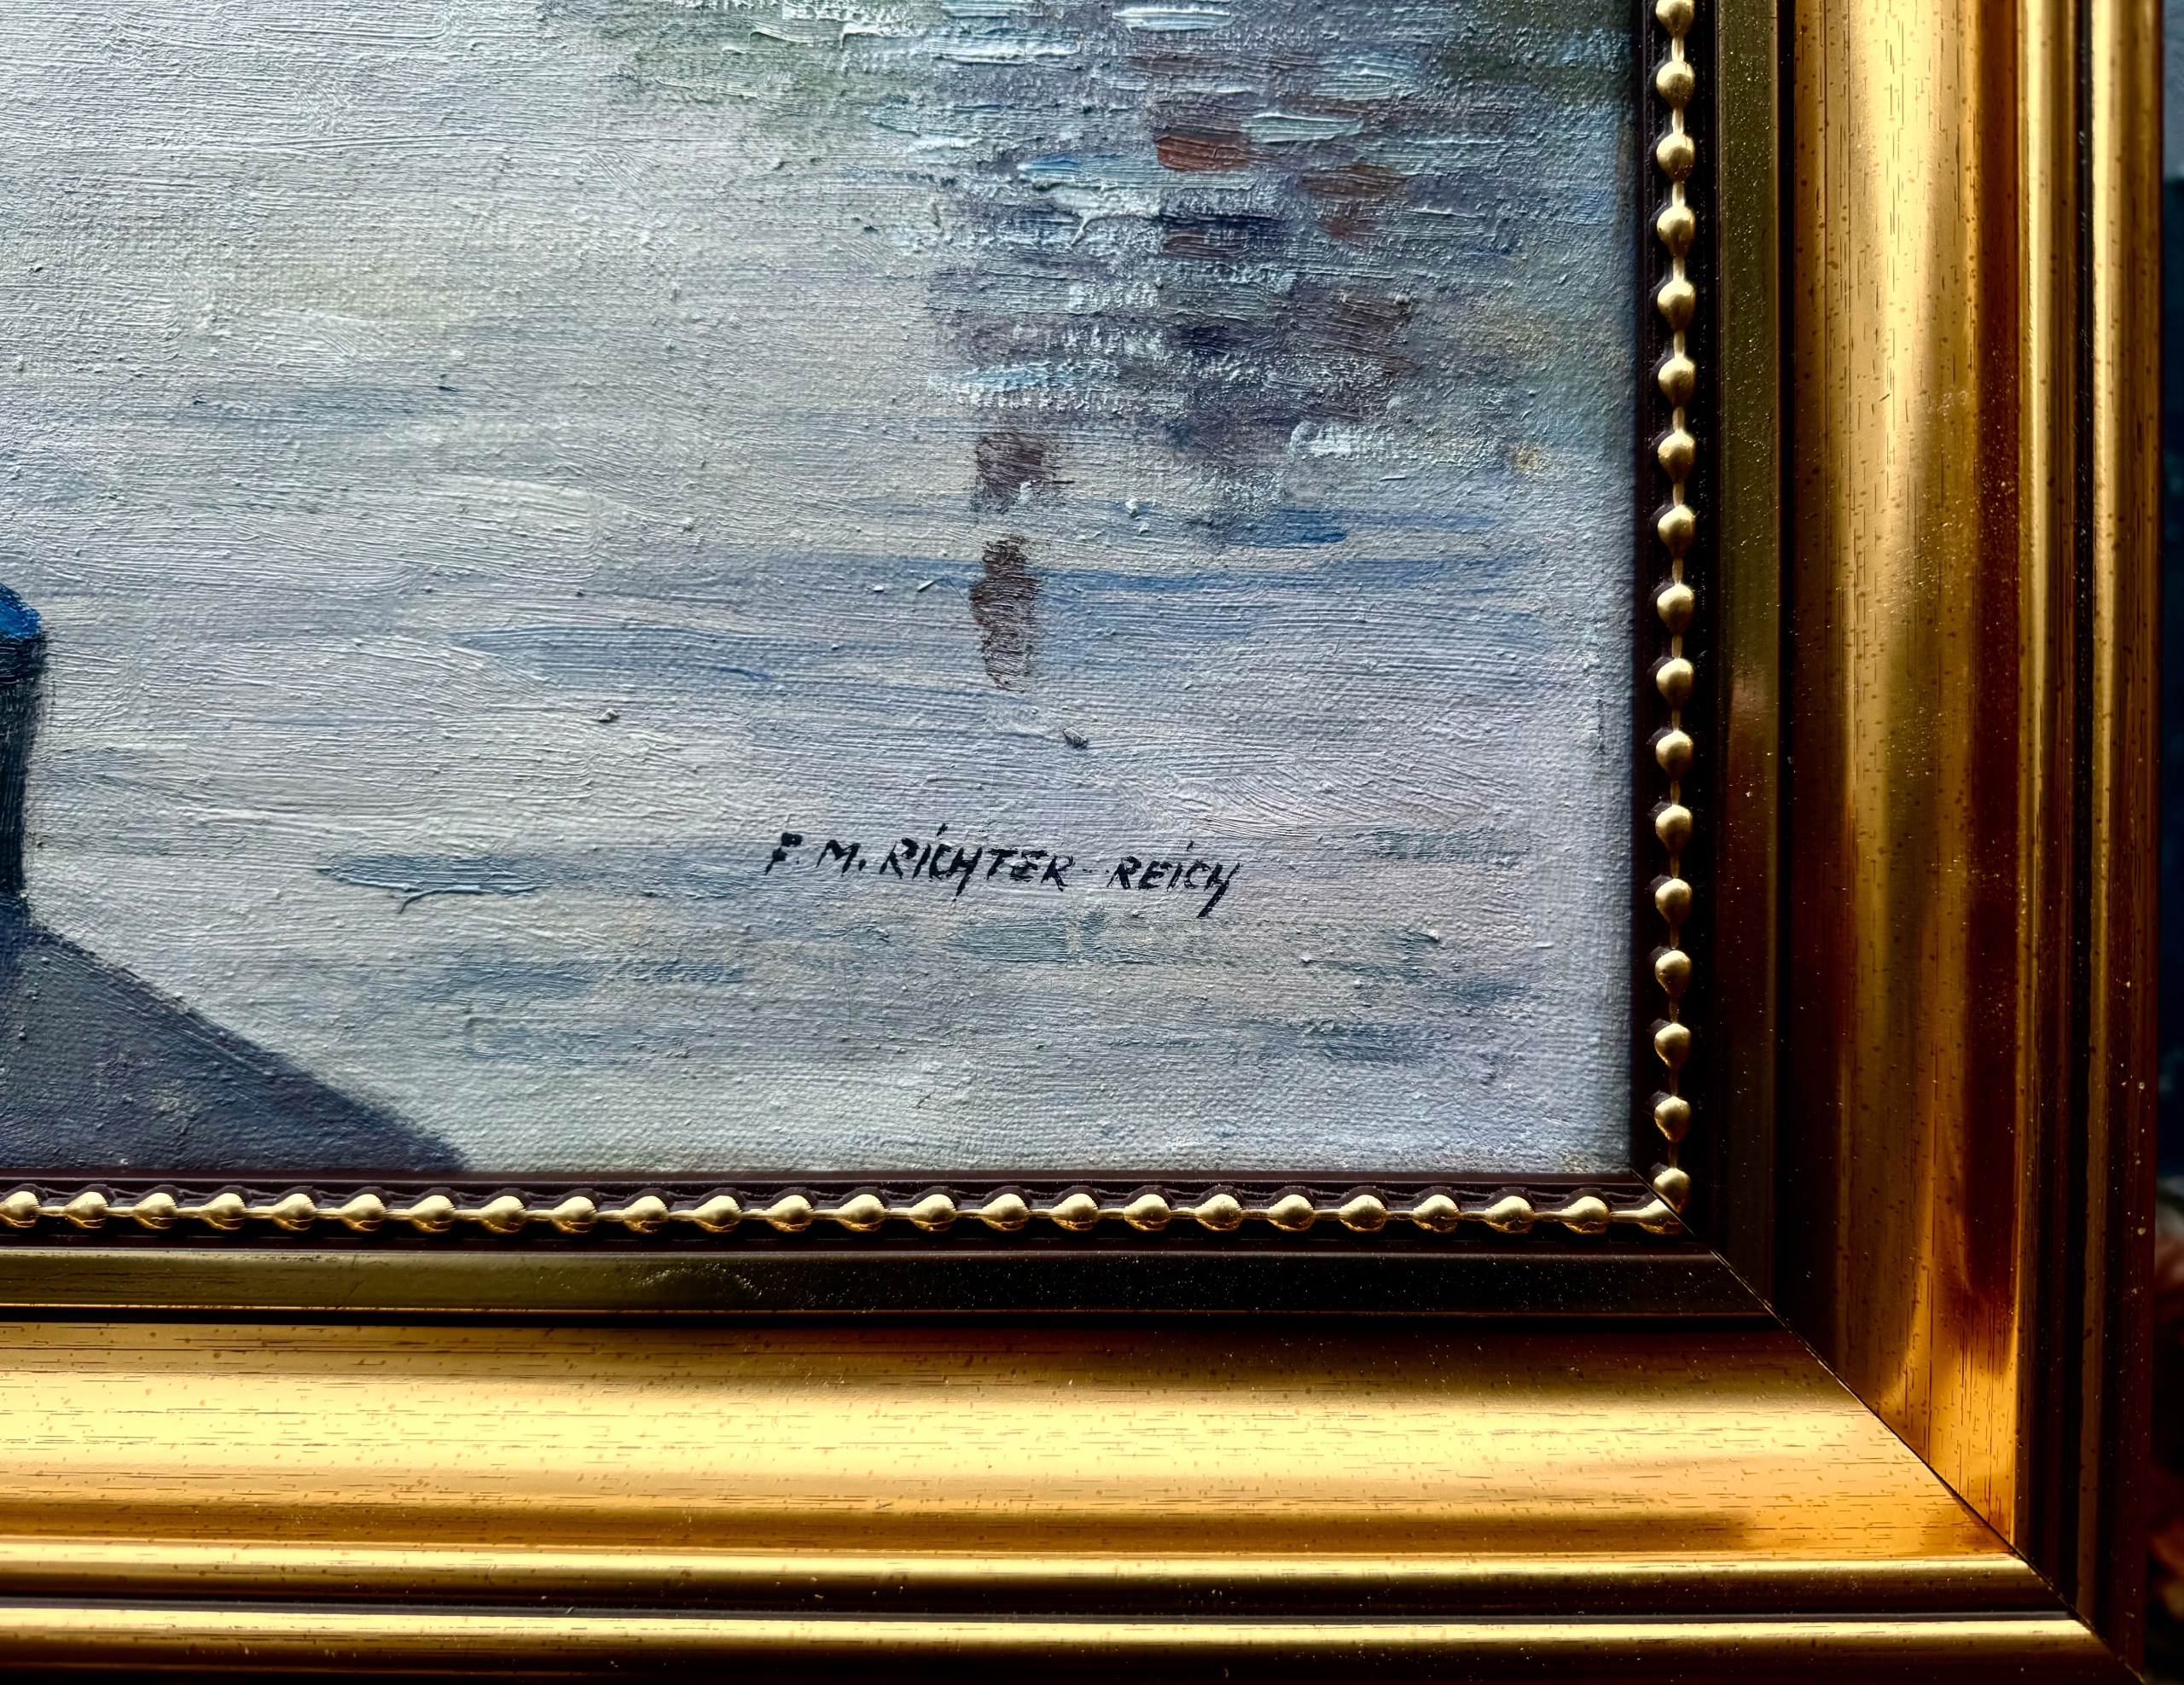 F. M. RiCHTER-REiCH